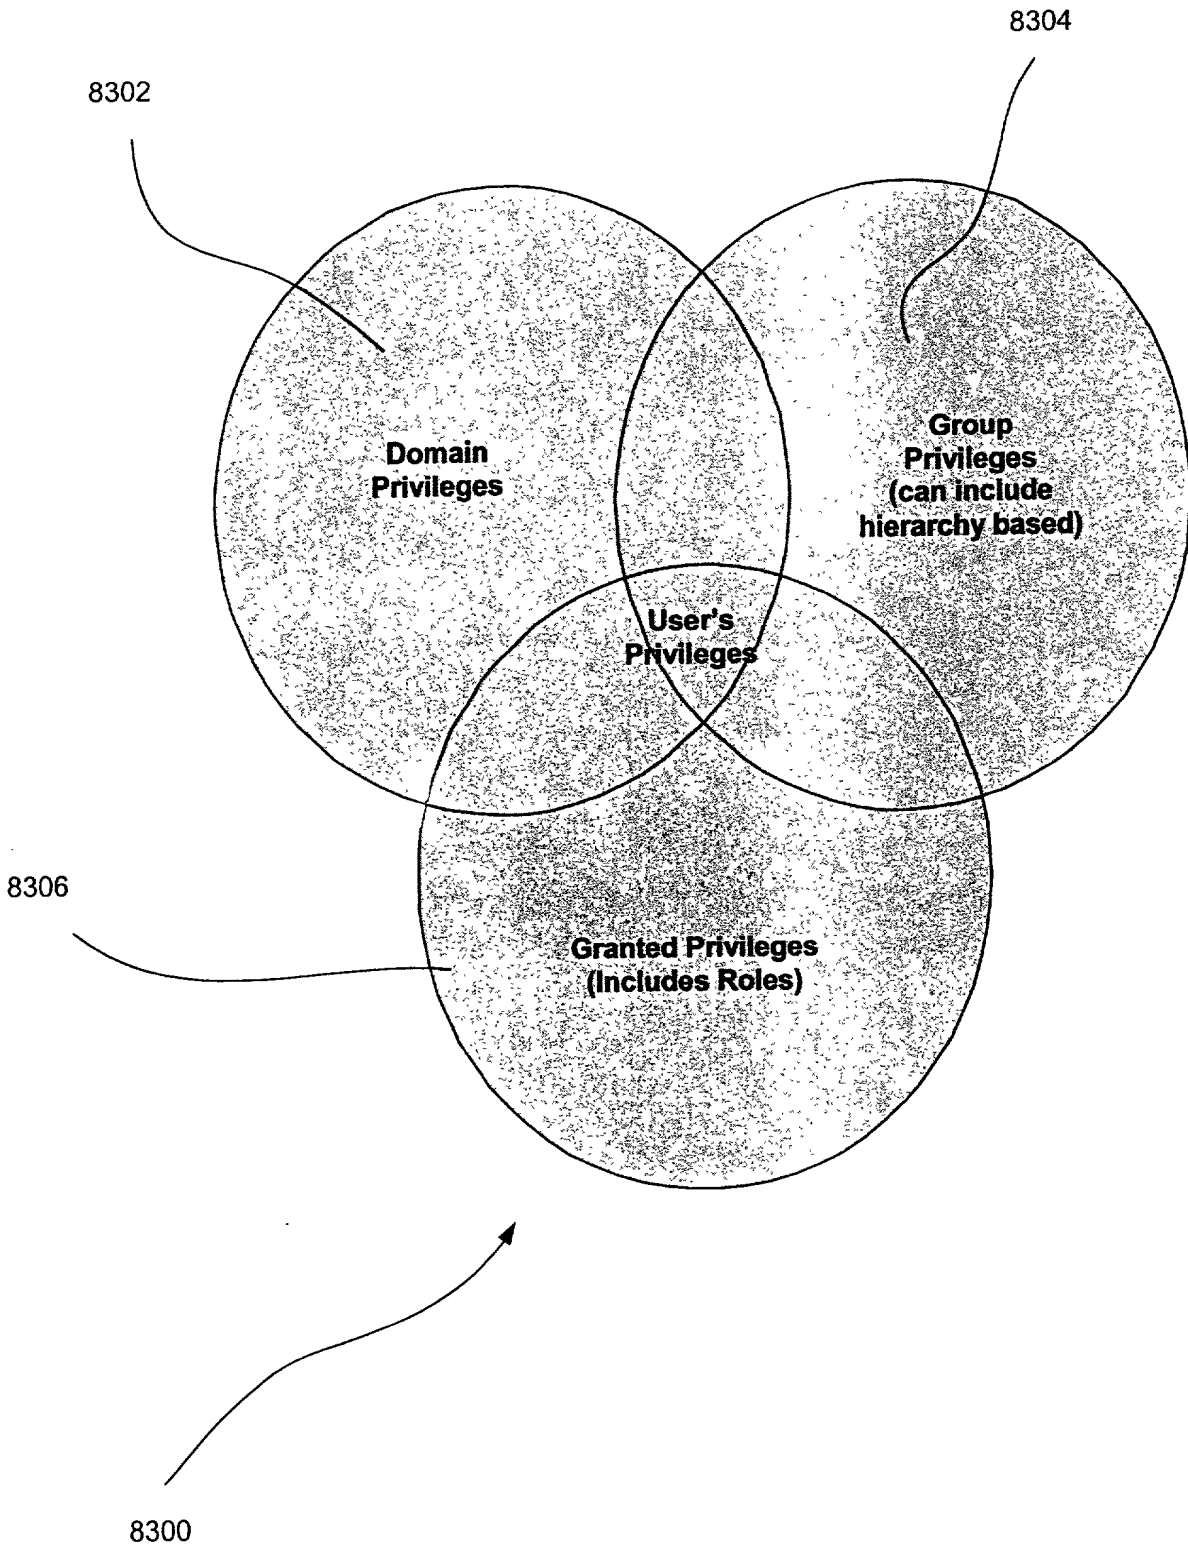 8304
8302
Domain
Privileges
Group
Privileges
(can include
hierarchy based)
User's
Privileges
8306
Granted Privileges
(Includes Roles)
8300